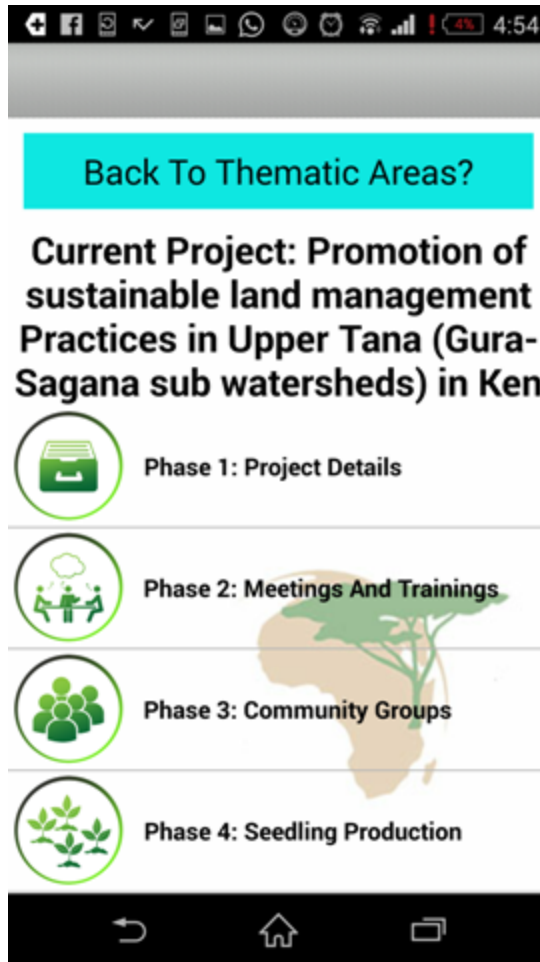 4%
4:54
Back To Thematic Areas?
Current Project: Promotion of
sustainable land management
Practices in Upper Tana (Gura-
Sagana sub watersheds) in Ken
Phase 1: Project Details
Phase 2: Meetings And Trainings
Phase 3: Community Groups
Phase 4: Seedling Production